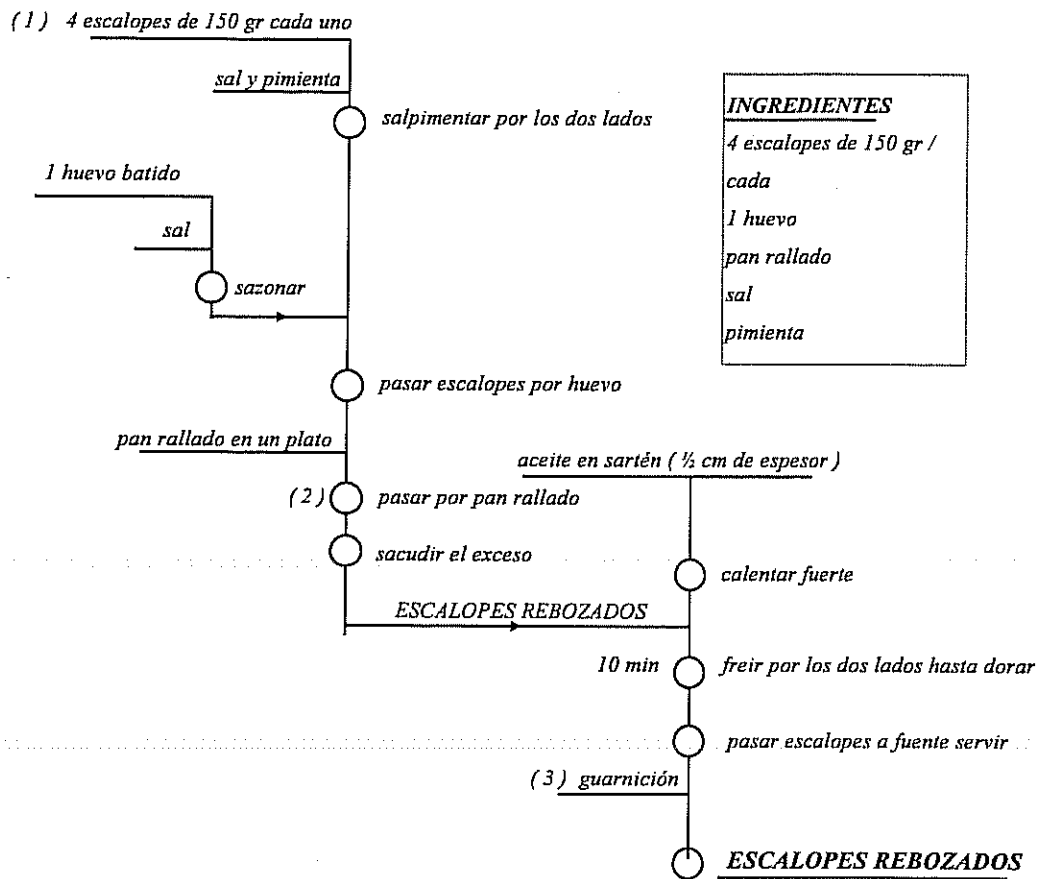 ( 1 ) 4 escalopes de 150 gr cada uno
sal y pimienta
salpimentar por los dos lados
1 huevo batido
sal
sazonar
pasar escalopes por huevo
pan rallado en un plato
( 2 ) pasar por pan rallado
sacudir el exceso
ESCALOPES REBOZADOS
INGREDIENTES
4 escalopes de 150 gr /
cada
1 huevo
pan rallado
sal
pimienta
aceite en sartén ( ½ cm de espesor )
calentar fuerte
10 min freir por los dos lados hasta dorar
pasar escalopes a fuente servir
( 3 ) guarnición
ESCALOPES REBOZADOS